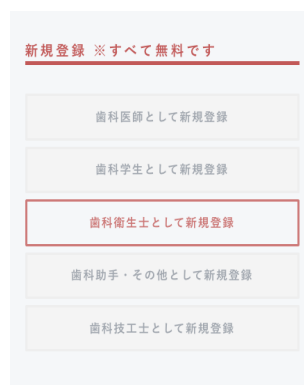 新規登録 ※すべて無料です
歯科医師として新規登録
歯科学生として新規登録
歯科衛生士として新規登録
歯科助手・その他として新規登録
歯科技工士として新規登録